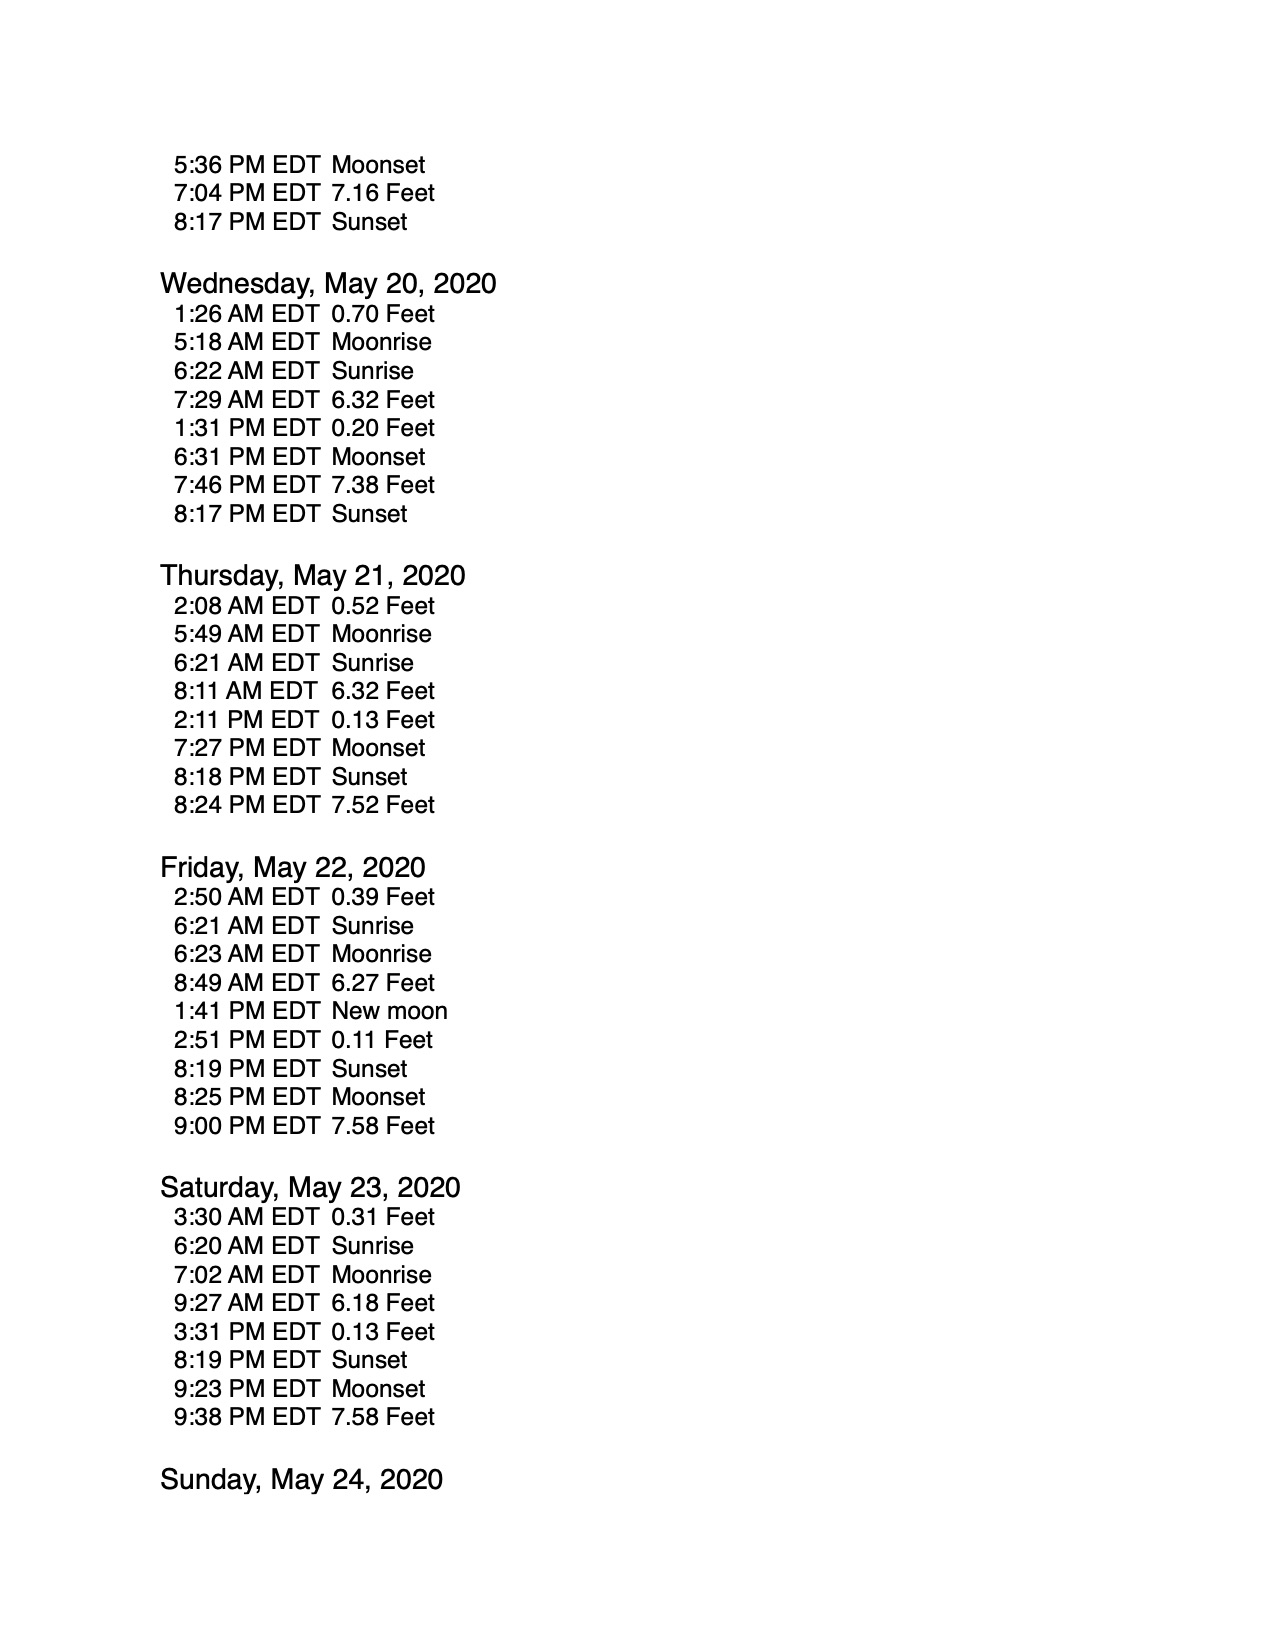 5:36 PM EDT Moonset
7:04 PM EDT 7.16 Feet
8:17 PM EDT Sunset
Wednesday, May 20, 2020
1:26 AM EDT 0.70 Feet
5:18 AM EDT Moonrise
6:22 AM EDT Sunrise
7:29 AM EDT 6.32 Feet
1:31 PM EDT 0.20 Feet
6:31 PM EDT Moonset
7:46 PM EDT 7.38 Feet
8:17 PM EDT Sunset
Thursday, May 21, 2020
2:08 AM EDT 0.52 Feet
5:49 AM EDT Moonrise
6:21 AM EDT Sunrise
8:11 AM EDT 6.32 Feet
2:11 PM EDT 0.13 Feet
7:27 PM EDT Moonset
8:18 PM EDT Sunset
8:24 PM EDT 7.52 Feet
Friday, May 22, 2020
2:50 AM EDT 0.39 Feet
6:21 AM EDT Sunrise
6:23 AM EDT Moonrise
8:49 AM EDT 6.27 Feet
1:41 PM EDT New moon
2:51 PM EDT 0.11 Feet
8:19 PM EDT Sunset
8:25 PM EDT Moonset
9:00 PM EDT 7.58 Feet
Saturday, May 23, 2020
3:30 AM EDT 0.31 Feet
6:20 AM EDT Sunrise
7:02 AM EDT Moonrise
9:27 AM EDT 6.18 Feet
3:31 PM EDT 0.13 Feet
8:19 PM EDT Sunset
9:23 PM EDT Moonset
9:38 PM EDT 7.58 Feet
Sunday, May 24, 2020